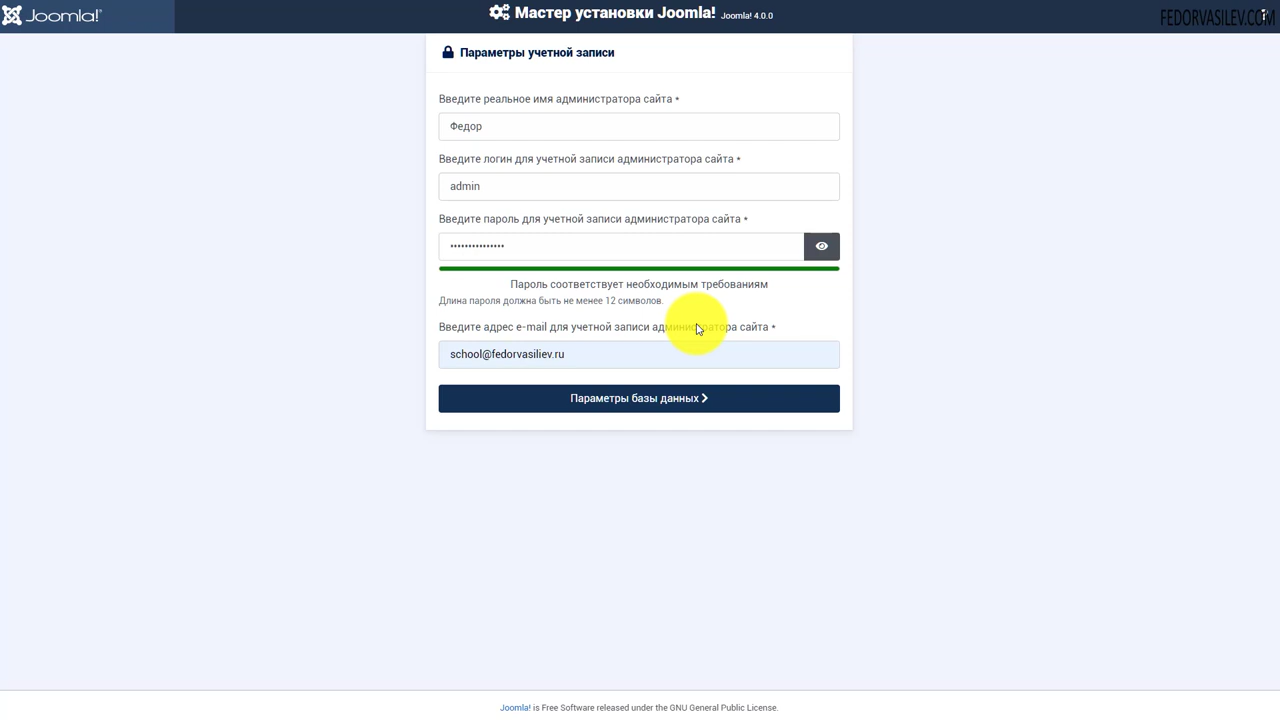 Joomla!
Мастер установки Joomla! Joomla! 4.0.0
FEDORVASILEV.COM
Параметры учетной записи
Введите реальное имя администратора сайта *
Федор
Введите логин для учетной записи администратора сайта *
admin
Введите пароль для учетной записи администратора сайта *
•••••••••••••••
Пароль соответствует необходимым требованиям
Длина пароля должна быть не менее 12 символов.
Введите адрес e-mail для учетной записи администратора сайта *
school@fedorvasiliev.ru
Параметры базы данных
Joomla! is Free Software released under the GNU General Public License.